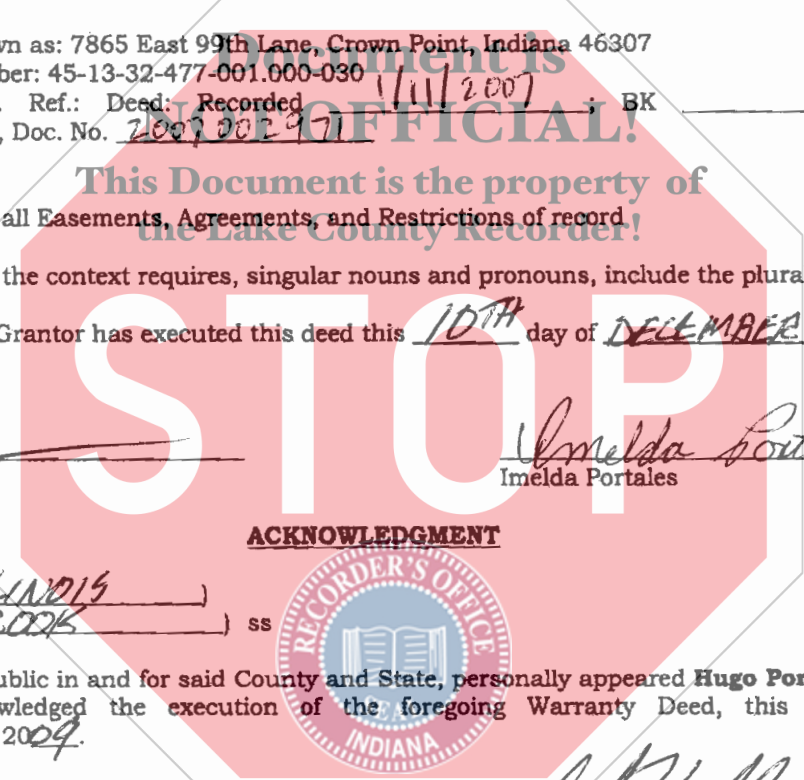 wn as: 7865 East 99th Lane, Crown Point, Indiana 46307
Document is
ber: 45-13-32-477-001.000-030
. Ref.: Deed: Recorded 1/11/2007; BK
NOT OFFICIAL!
, Doc. No. 2007 002971
This Document is the property of
all Easements, Agreements, and Restrictions of record
the Lake County Recorder!
the context requires, singular nouns and pronouns, include the plura
Grantor has executed this deed this 10TH day of DECEMBER
STOP
Imelda Port
Imelda Portales
ACKNOWLEDGMENT
INOIS )
COOK ) ss
RECORDER'S OFFICE
SEAL
INDIANA
ublic in and for said County and State, personally appeared Hugo Por
wledged the execution of the foregoing Warranty Deed, this
2009.